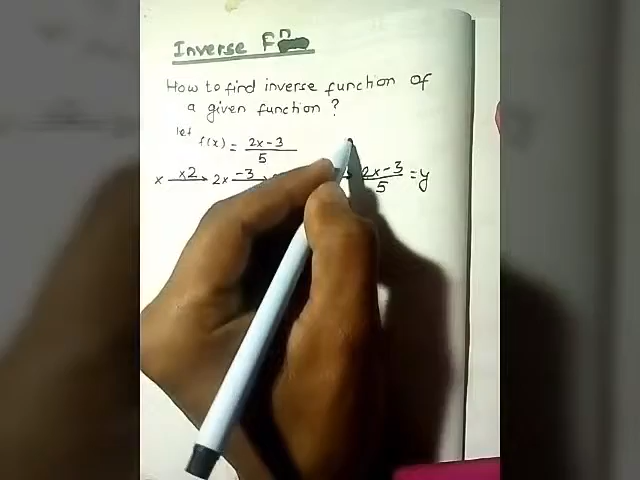 Inverse Fn
How to find inverse function of
a given function ?
let f(x) = 2x-3/5
x ×2→ 2x -3→ 2x-3/5 = y